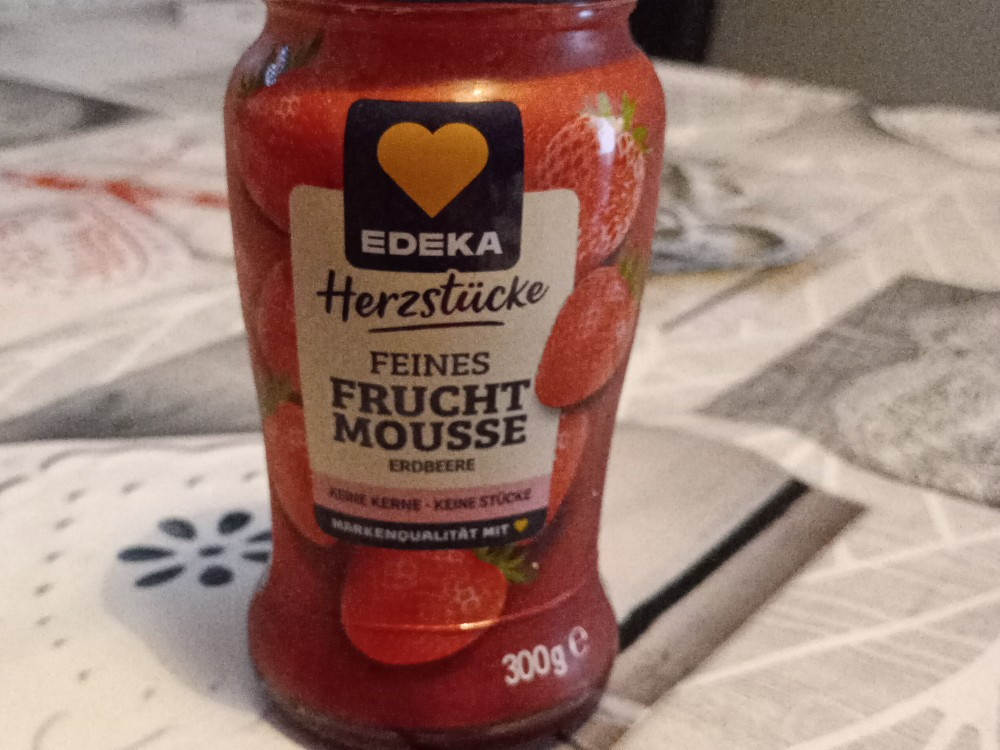 EDEKA
Herzstücke
FEINES
FRUCHT
MOUSSE
ERDBEERE
KEINE KERNE - KEINE STÜCKE
MARKENQUALITÄT MIT
300g e